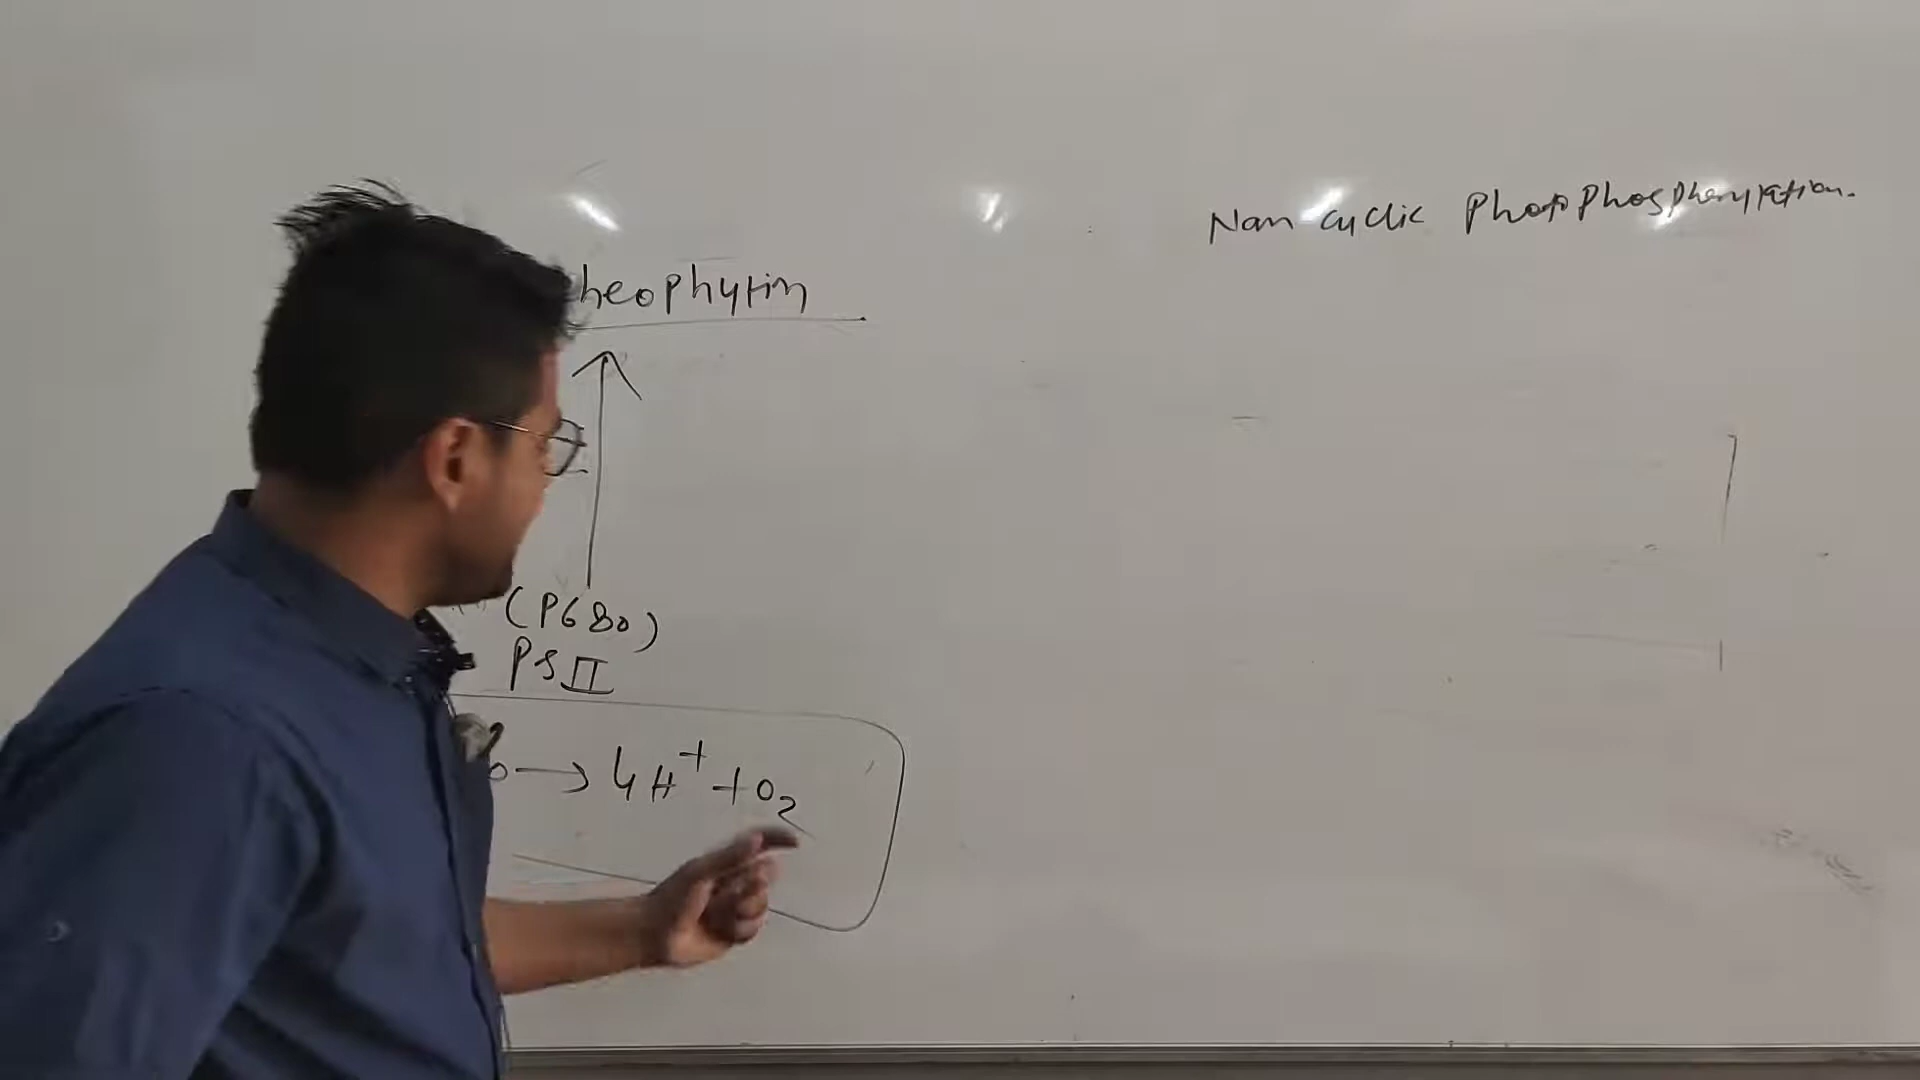 Non-cyclic PhotoPhosphorylation.
heophytin
(P680)
PS II
o → 4H⁺ + O₂